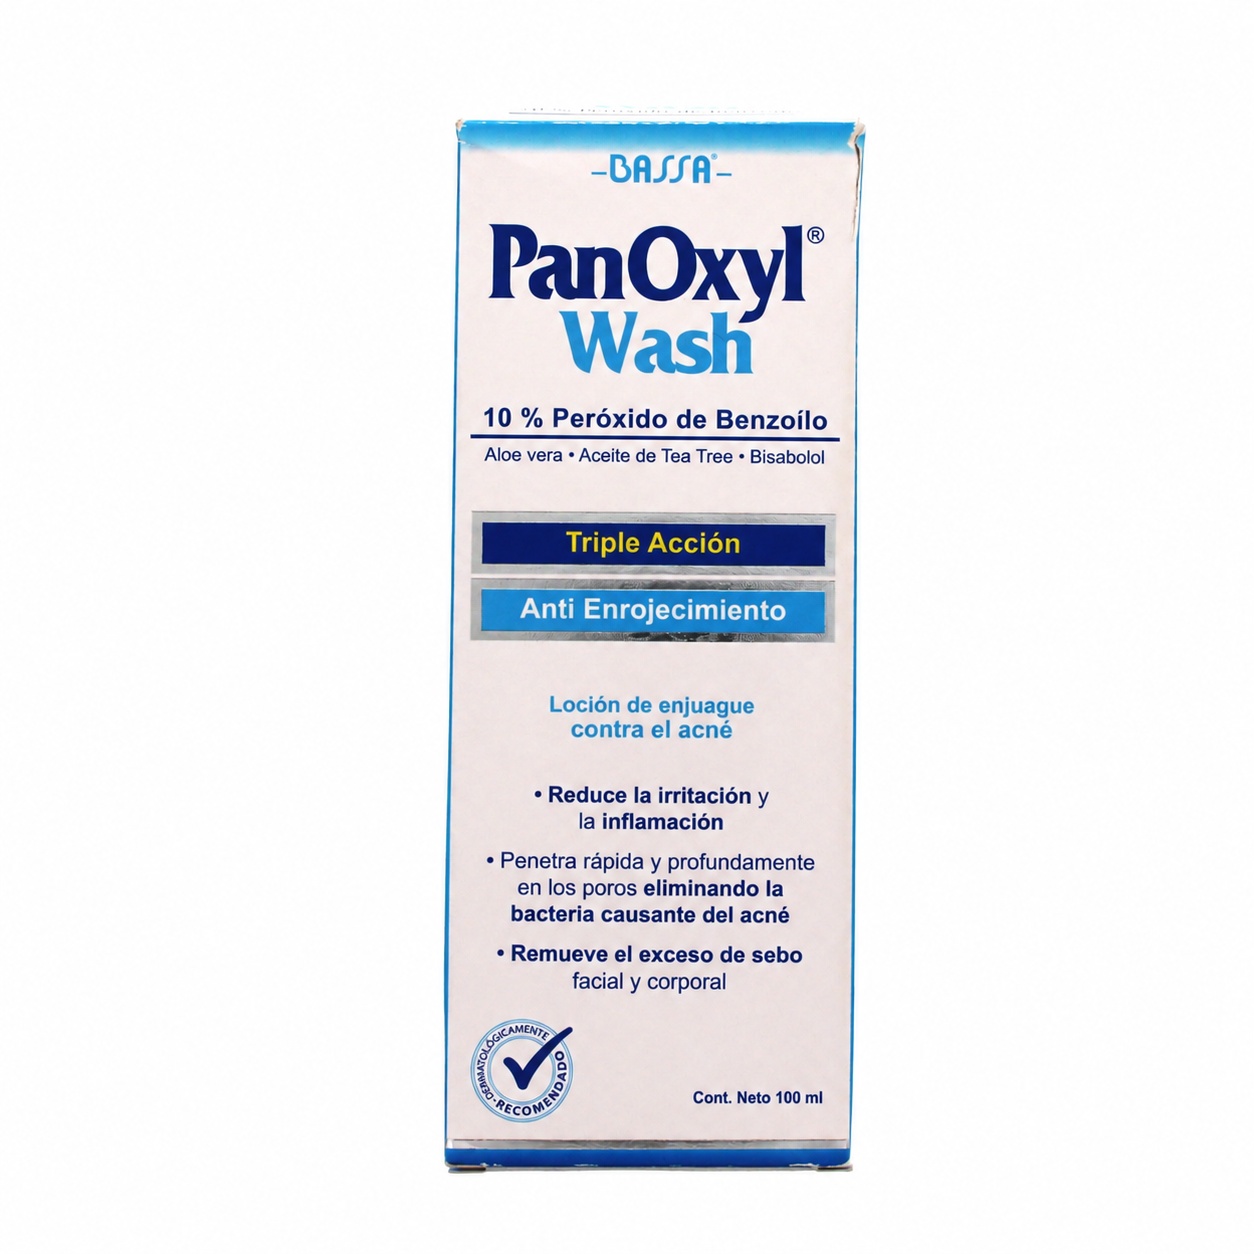 -BASSA®-
PanOxyl®
Wash
10 % Peróxido de Benzoílo
Aloe vera • Aceite de Tea Tree • Bisabolol
Triple Acción
Anti Enrojecimiento
Loción de enjuague
contra el acné
• Reduce la irritación y
la inflamación
• Penetra rápida y profundamente
en los poros eliminando la
bacteria causante del acné
• Remueve el exceso de sebo
facial y corporal
DERMATOLÓGICAMENTE
-RECOMENDADO-
Cont. Neto 100 ml